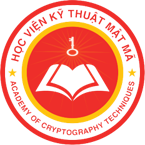 HỌC VIỆN KỸ THUẬT MẬT MÃ
ACADEMY OF CRYPTOGRAPHY TECHNIQUES